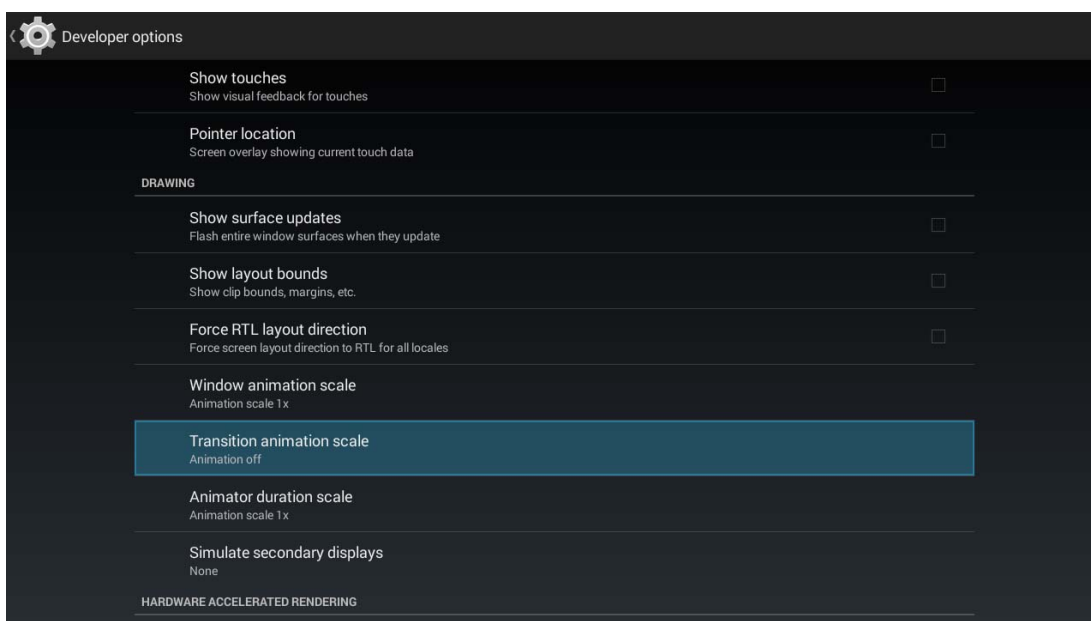 Developer options
Show touches
Show visual feedback for touches
Pointer location
Screen overlay showing current touch data
DRAWING
Show surface updates
Flash entire window surfaces when they update
Show layout bounds
Show clip bounds, margins, etc.
Force RTL layout direction
Force screen layout direction to RTL for all locales
Window animation scale
Animation scale 1x
Transition animation scale
Animation off
Animator duration scale
Animation scale 1x
Simulate secondary displays
None
HARDWARE ACCELERATED RENDERING